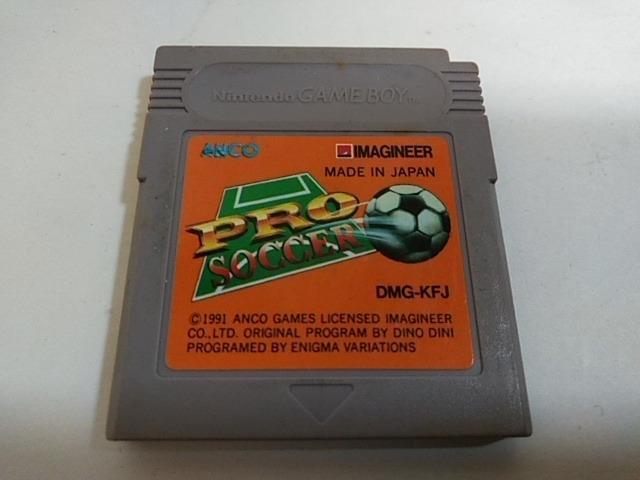 Nintendo GAME BOY™
ANCO
IMAGINEER
MADE IN JAPAN
PRO
SOCCER
DMG-KFJ
©1991 ANCO GAMES LICENSED IMAGINEER
CO.,LTD. ORIGINAL PROGRAM BY DINO DINI
PROGRAMED BY ENIGMA VARIATIONS